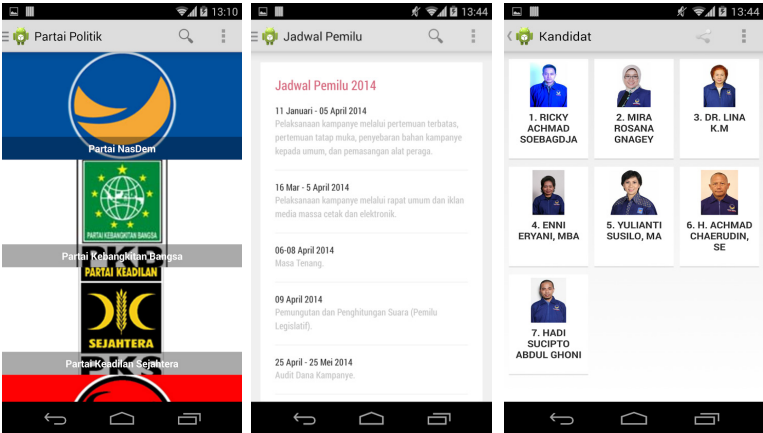 13:10
Partai Politik
Partai NasDem
PARTAI KEBANGKITAN BANGSA
PKB
Partai Kebangkitan Bangsa
PARTAI KEADILAN
SEJAHTERA
Partai Keadilan Sejahtera
PKS
13:44
Jadwal Pemilu
Jadwal Pemilu 2014
11 Januari - 05 April 2014
Pelaksanaan kampanye melalui pertemuan terbatas,
pertemuan tatap muka, penyebaran bahan kampanye
kepada umum, dan pemasangan alat peraga.
16 Mar - 5 April 2014
Pelaksanaan kampanye melalui rapat umum dan iklan
media massa cetak dan elektronik.
06-08 April 2014
Masa Tenang.
09 April 2014
Pemungutan dan Penghitungan Suara (Pemilu
Legislatif).
25 April - 25 Mei 2014
Audit Dana Kampanye.
13:44
Kandidat
1. RICKY
ACHMAD
SOEBAGDJA
2. MIRA
ROSANA
GNAGEY
3. DR. LINA
K.M
4. ENNI
ERYANI, MBA
5. YULIANTI
SUSILO, MA
6. H. ACHMAD
CHAERUDIN,
SE
7. HADI
SUCIPTO
ABDUL GHONI